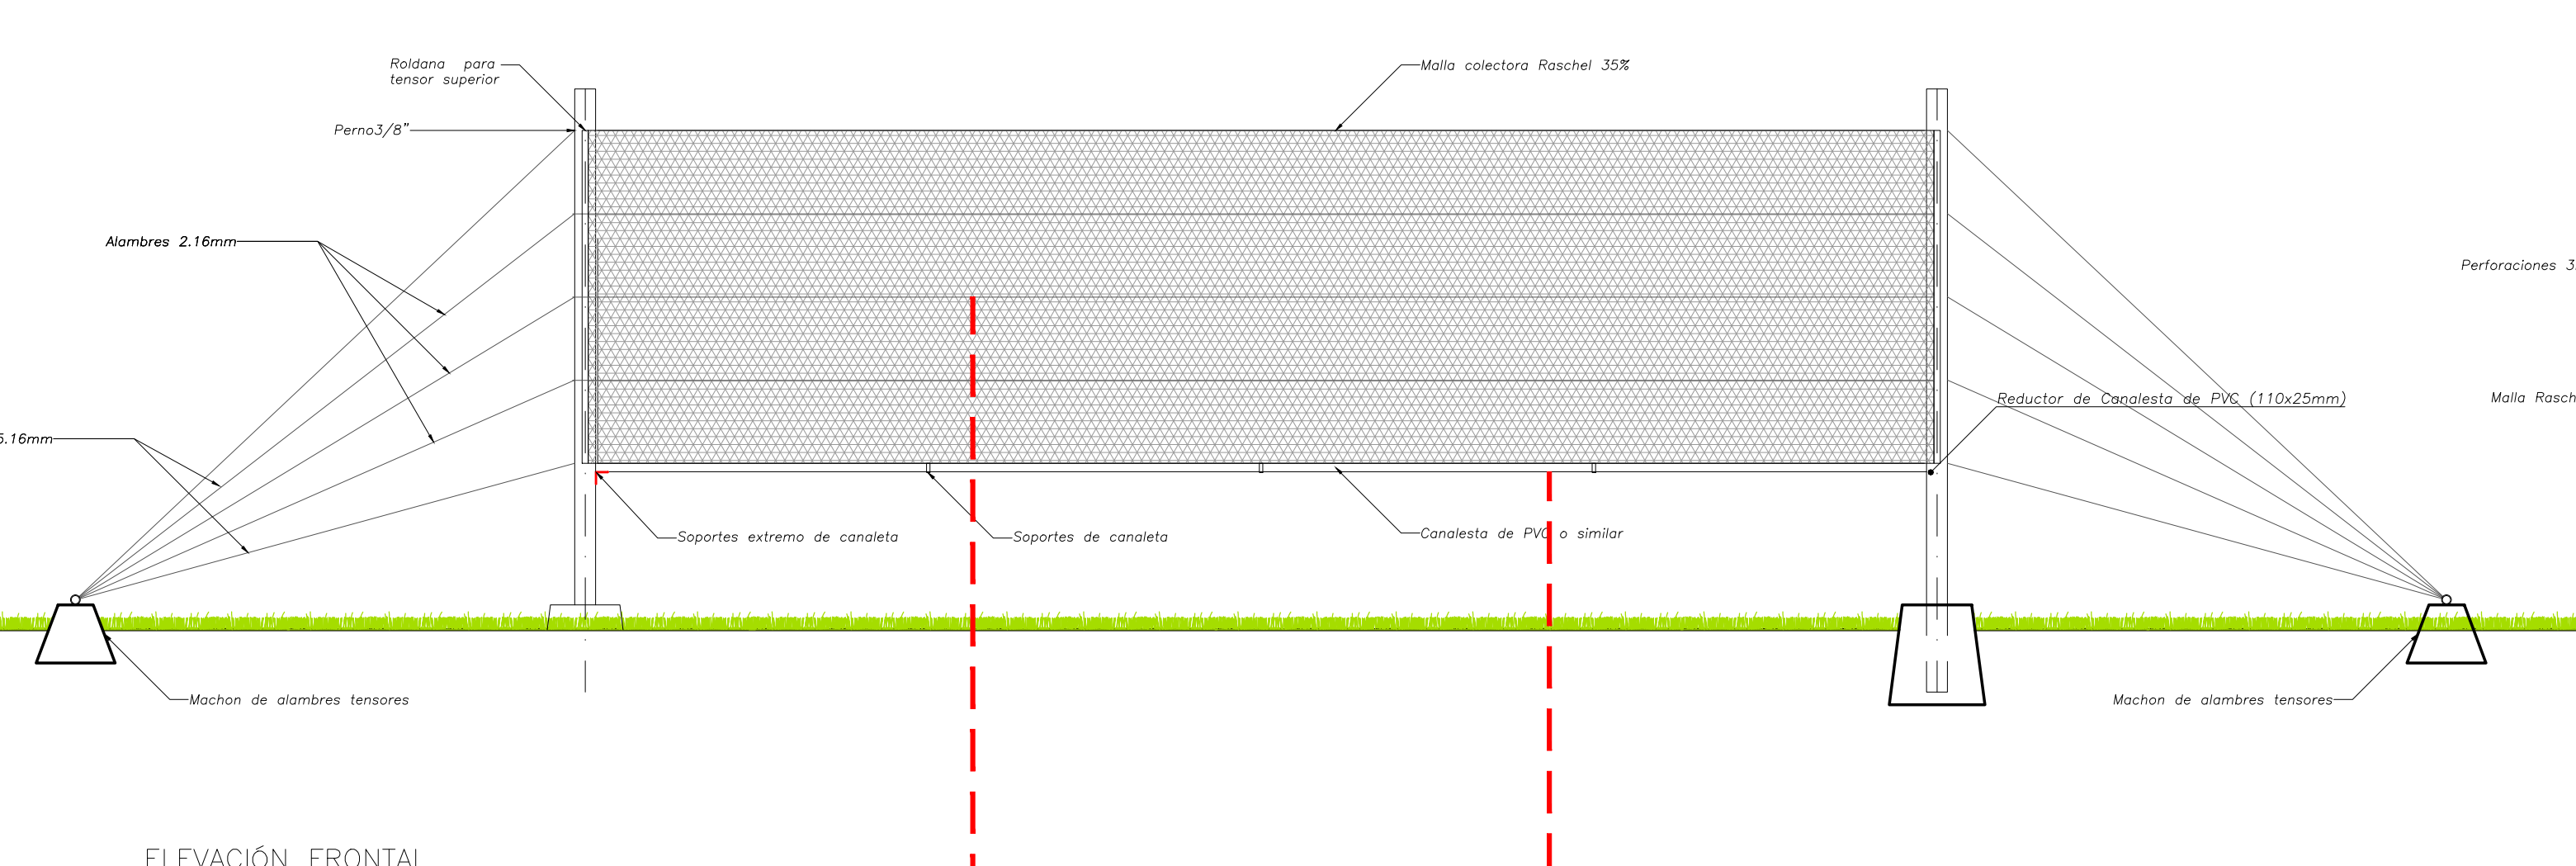 Roldana para
tensor superior
Malla colectora Raschel 35%
Perno3/8"
Alambres 2.16mm
Perforaciones 3
Reductor de Canalesta de PVC (110x25mm)
Malla Rasch
5.16mm
Soportes extremo de canaleta
Soportes de canaleta
Canalesta de PVC o similar
Machon de alambres tensores
Machon de alambres tensores
ELEVACIÓN FRONTAL